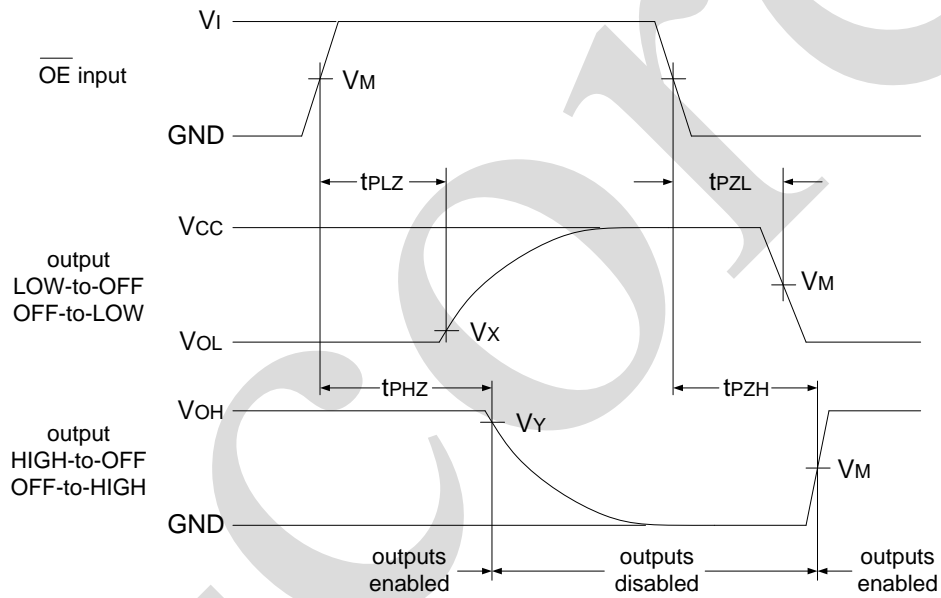 VI
OE input
VM
GND
tPLZ
tPZL
VCC
output
LOW-to-OFF
OFF-to-LOW
VM
VX
VOL
tPHZ
tPZH
VOH
VY
output
HIGH-to-OFF
OFF-to-HIGH
VM
GND
outputs
enabled
outputs
disabled
outputs
enabled